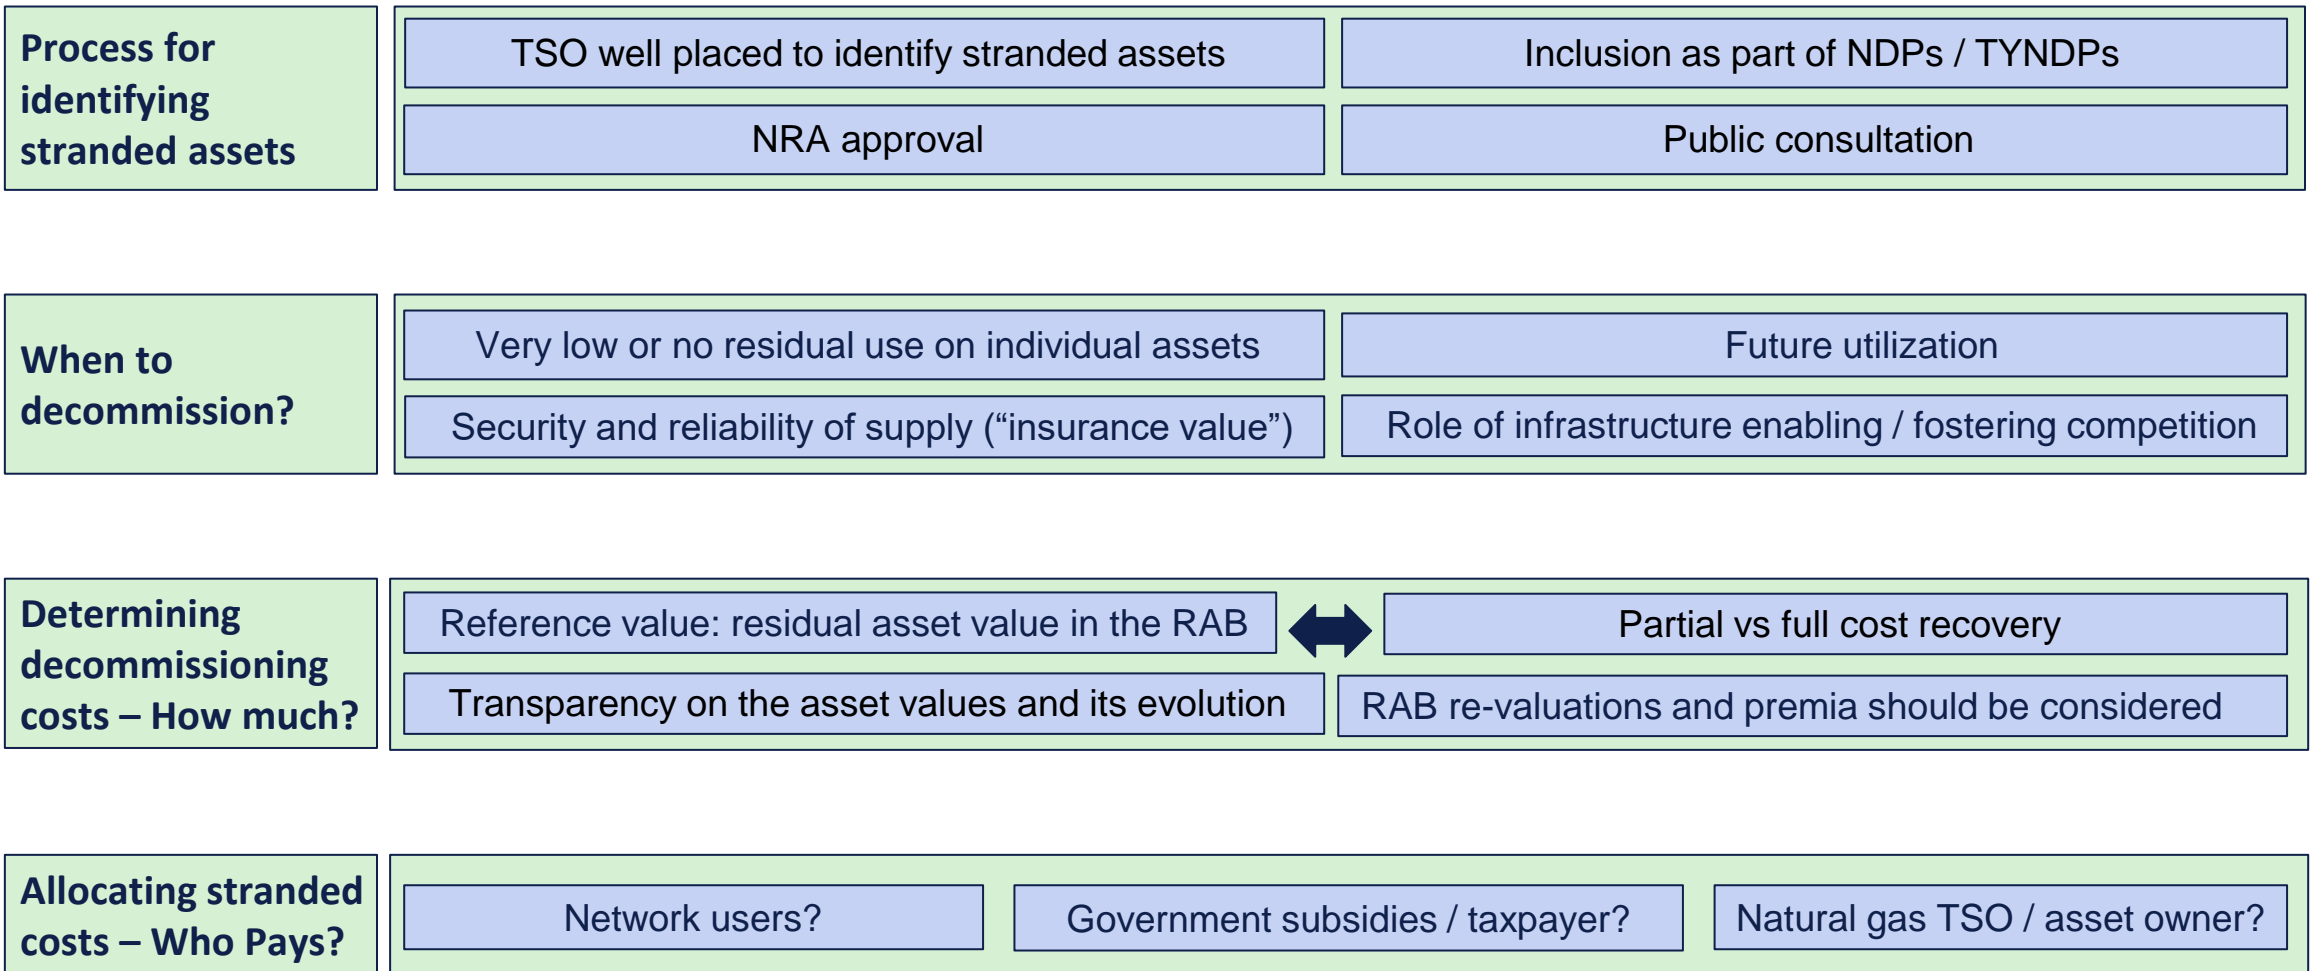 Process for
identifying
stranded assets
TSO well placed to identify stranded assets
Inclusion as part of NDPs / TYNDPs
NRA approval
Public consultation
When to
decommission?
Very low or no residual use on individual assets
Future utilization
Security and reliability of supply (“insurance value”)
Role of infrastructure enabling / fostering competition
Determining
decommissioning
costs – How much?
Reference value: residual asset value in the RAB
Partial vs full cost recovery
Transparency on the asset values and its evolution
RAB re-valuations and premia should be considered
Allocating stranded
costs – Who Pays?
Network users?
Government subsidies / taxpayer?
Natural gas TSO / asset owner?